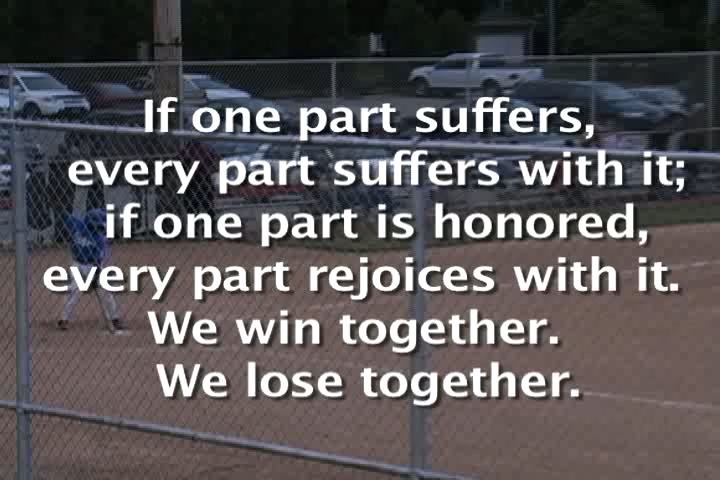 If one part suffers,
every part suffers with it;
if one part is honored,
every part rejoices with it.
We win together.
We lose together.